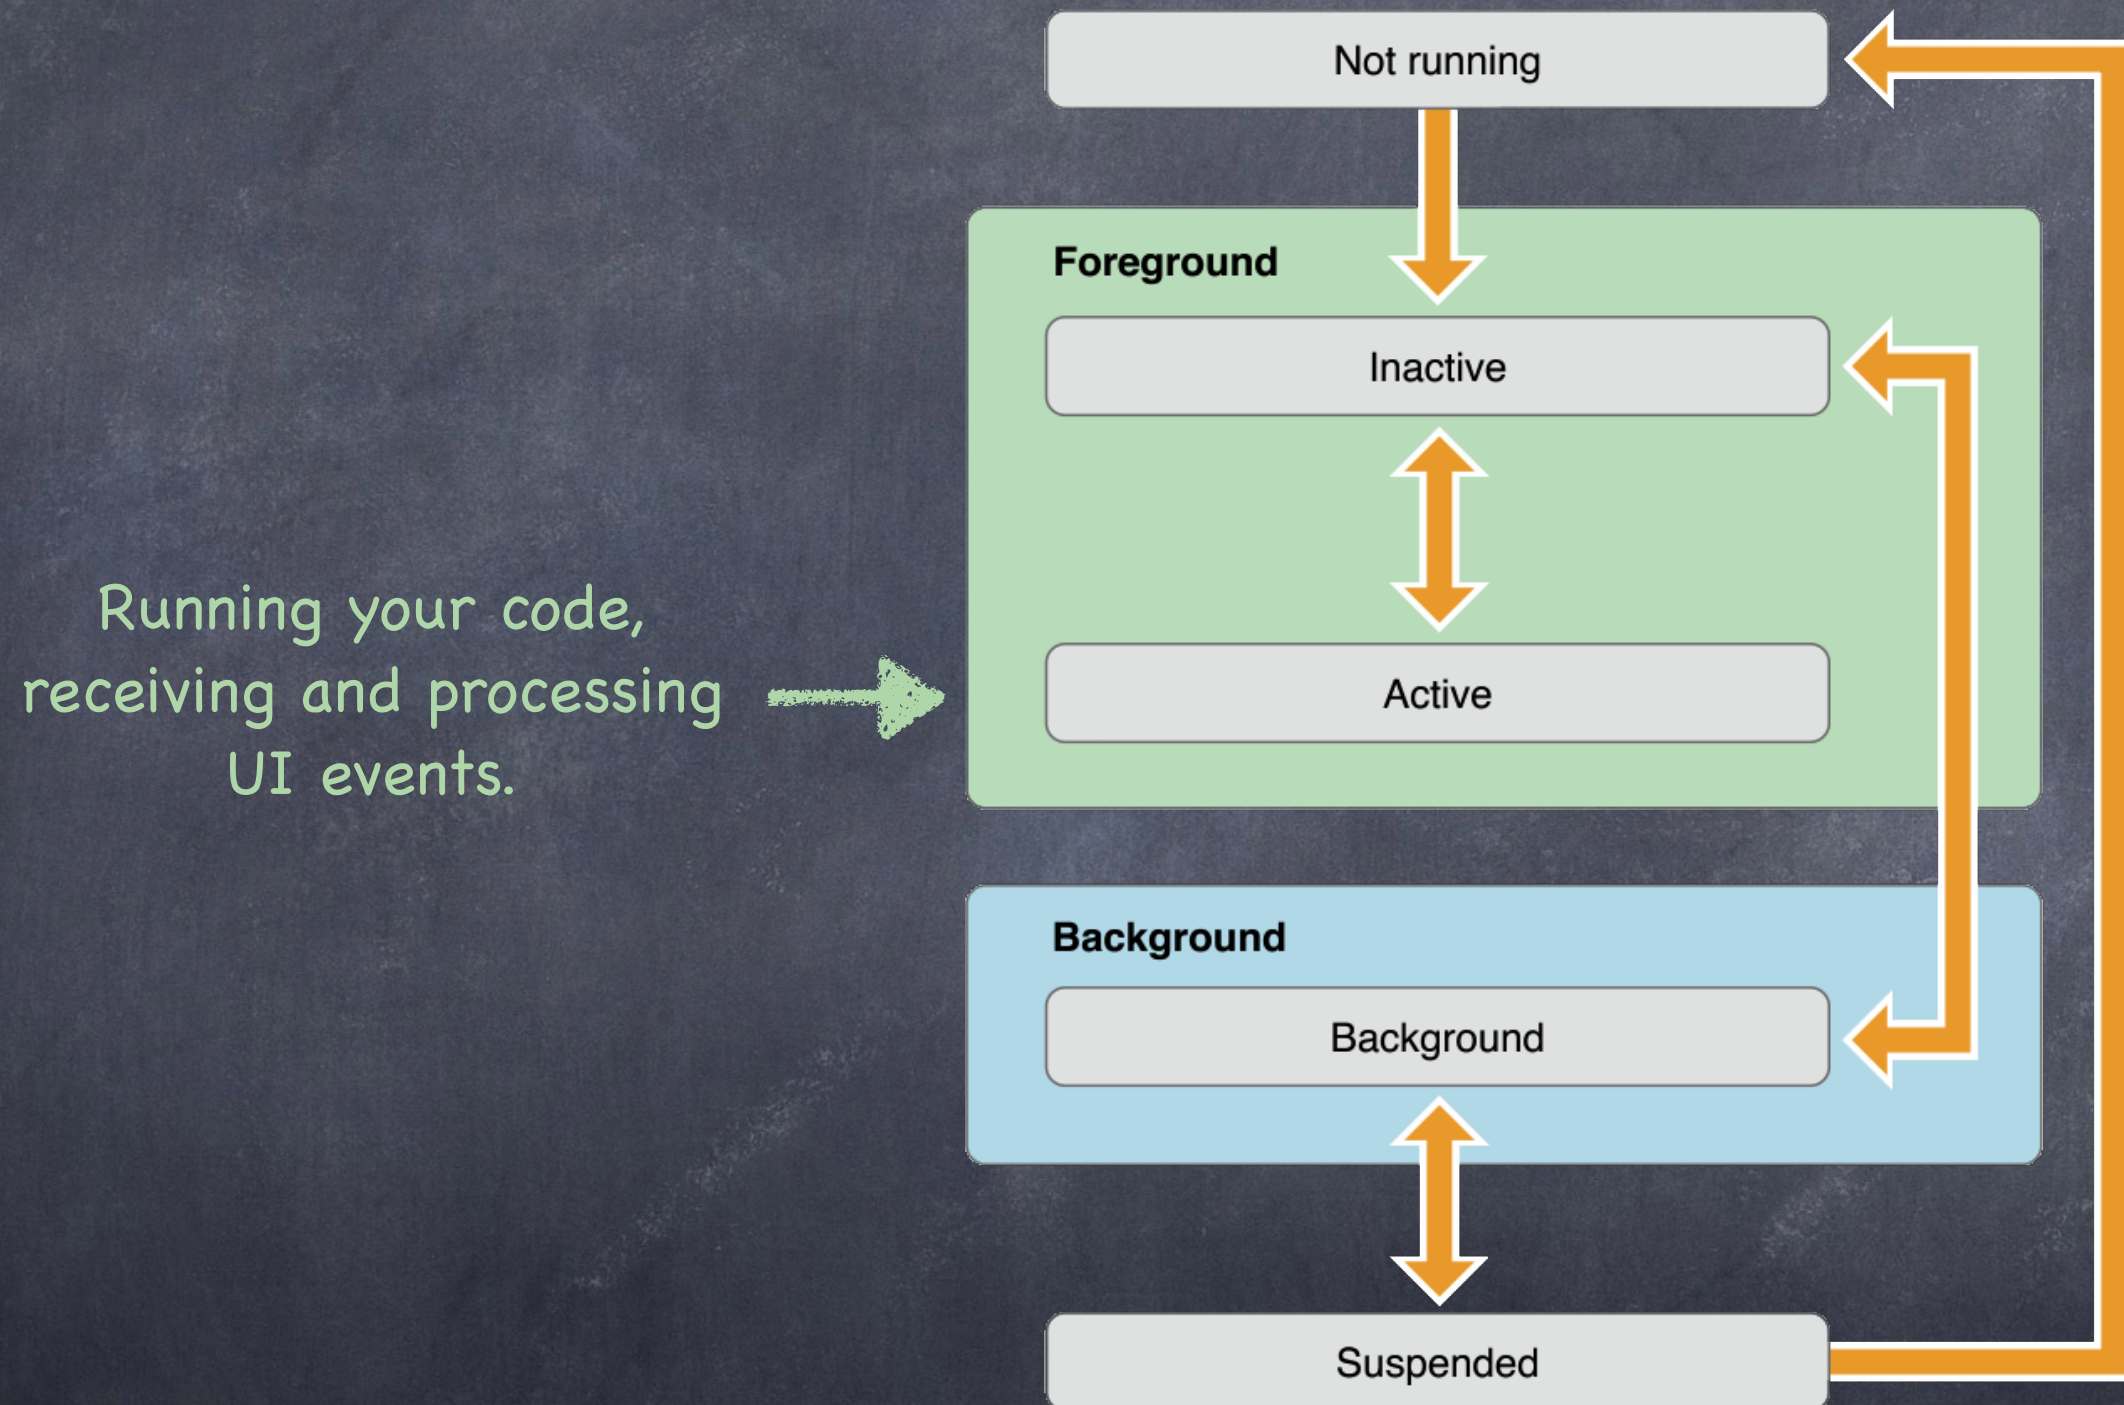 Not running
Foreground
Inactive
Running your code,
receiving and processing
UI events.
Active
Background
Background
Suspended